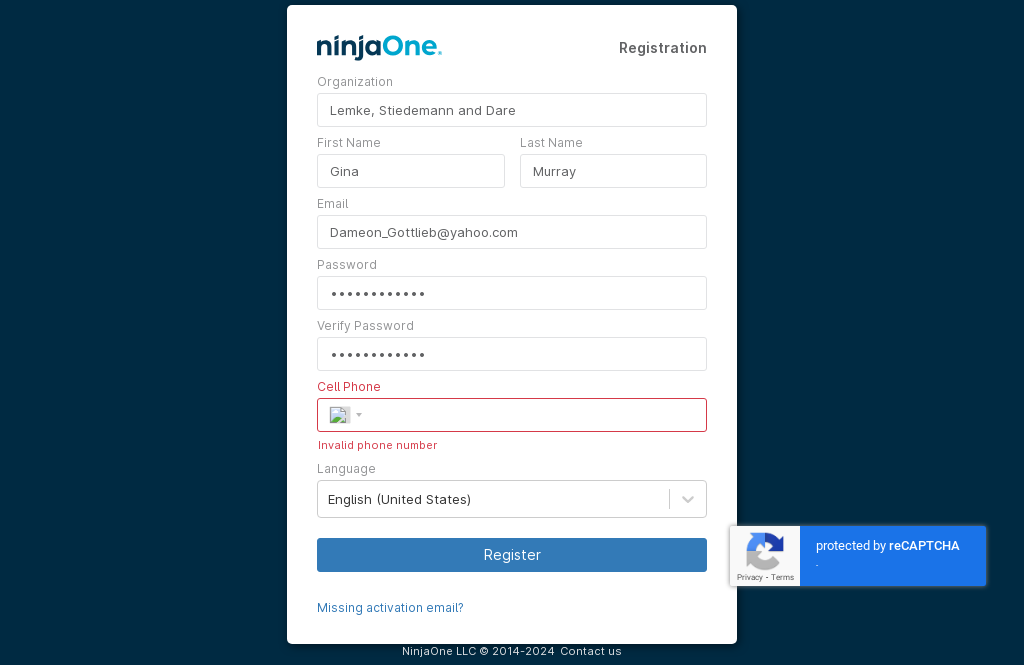 ninjaOne.
Registration
Organization
Lemke, Stiedemann and Dare
First Name
Last Name
Gina
Murray
Email
Dameon_Gottlieb@yahoo.com
Password
••••••••••••
Verify Password
••••••••••••
Cell Phone
Invalid phone number
Language
English (United States)
Register
protected by reCAPTCHA
Privacy - Terms
Missing activation email?
NinjaOne LLC © 2014-2024 Contact us